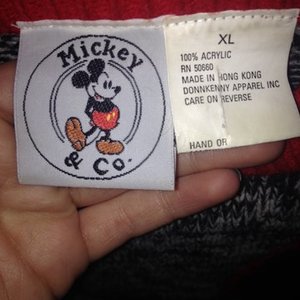 Mickey
& Co.
XL
100% ACRYLIC
RN 50660
MADE IN HONG KONG
DONNKENNY APPAREL INC
CARE ON REVERSE
HAND OR